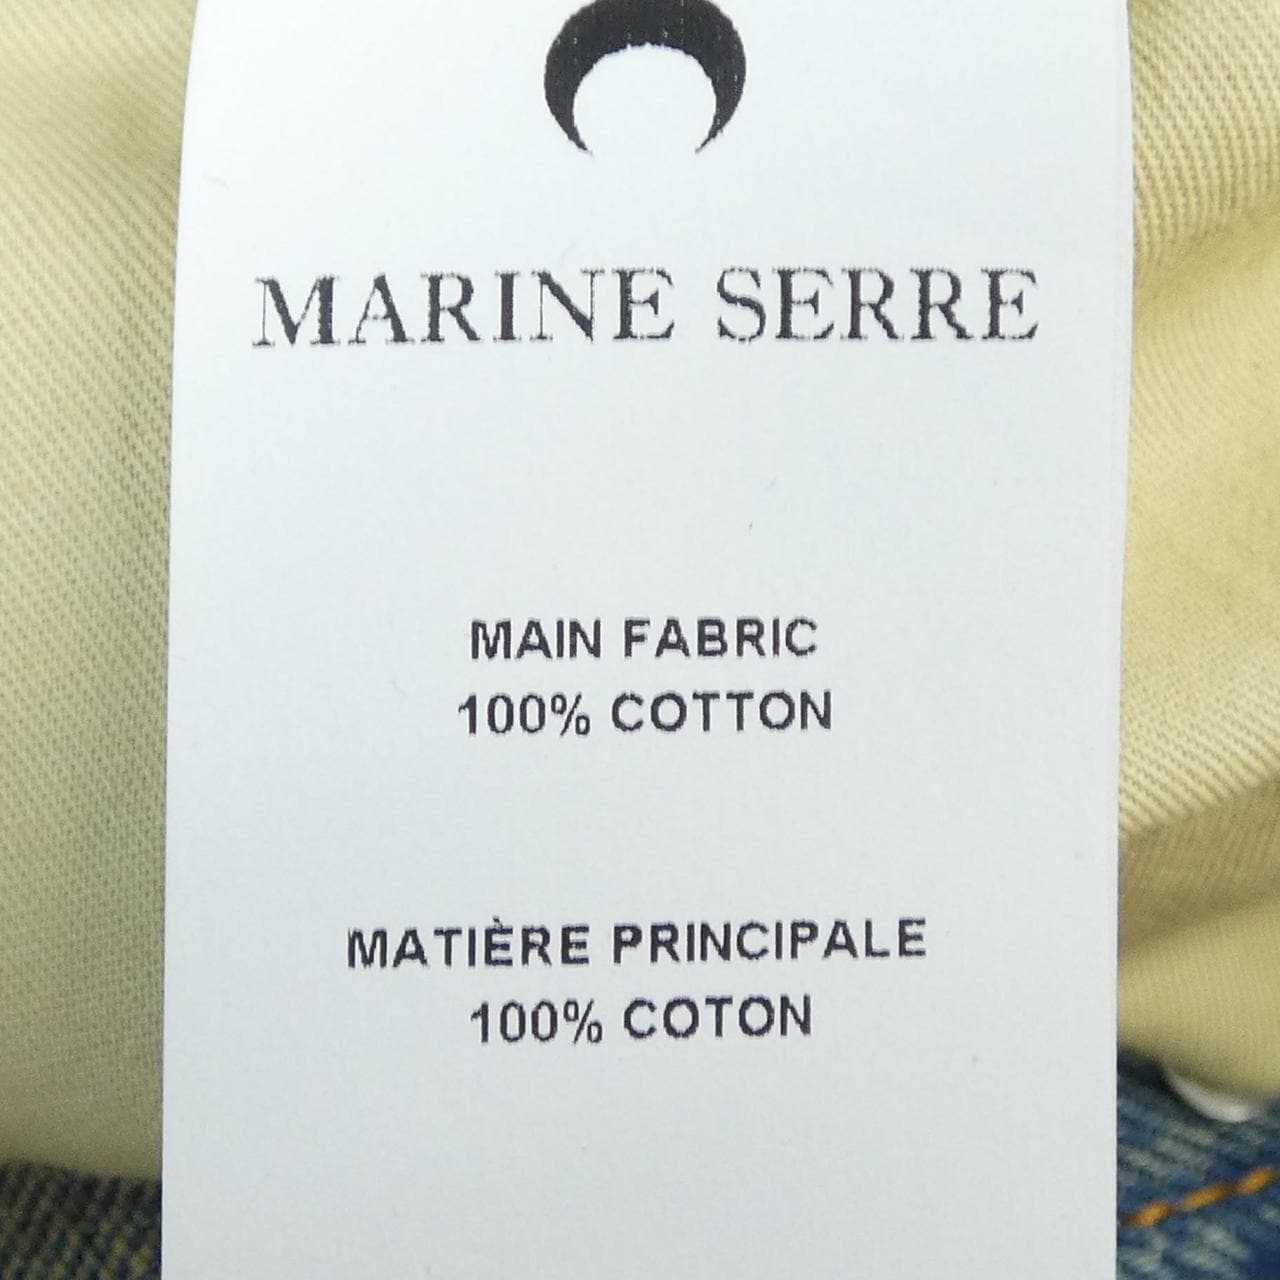 MARINE SERRE
MAIN FABRIC
100% COTTON
MATIÈRE PRINCIPALE
100% COTON